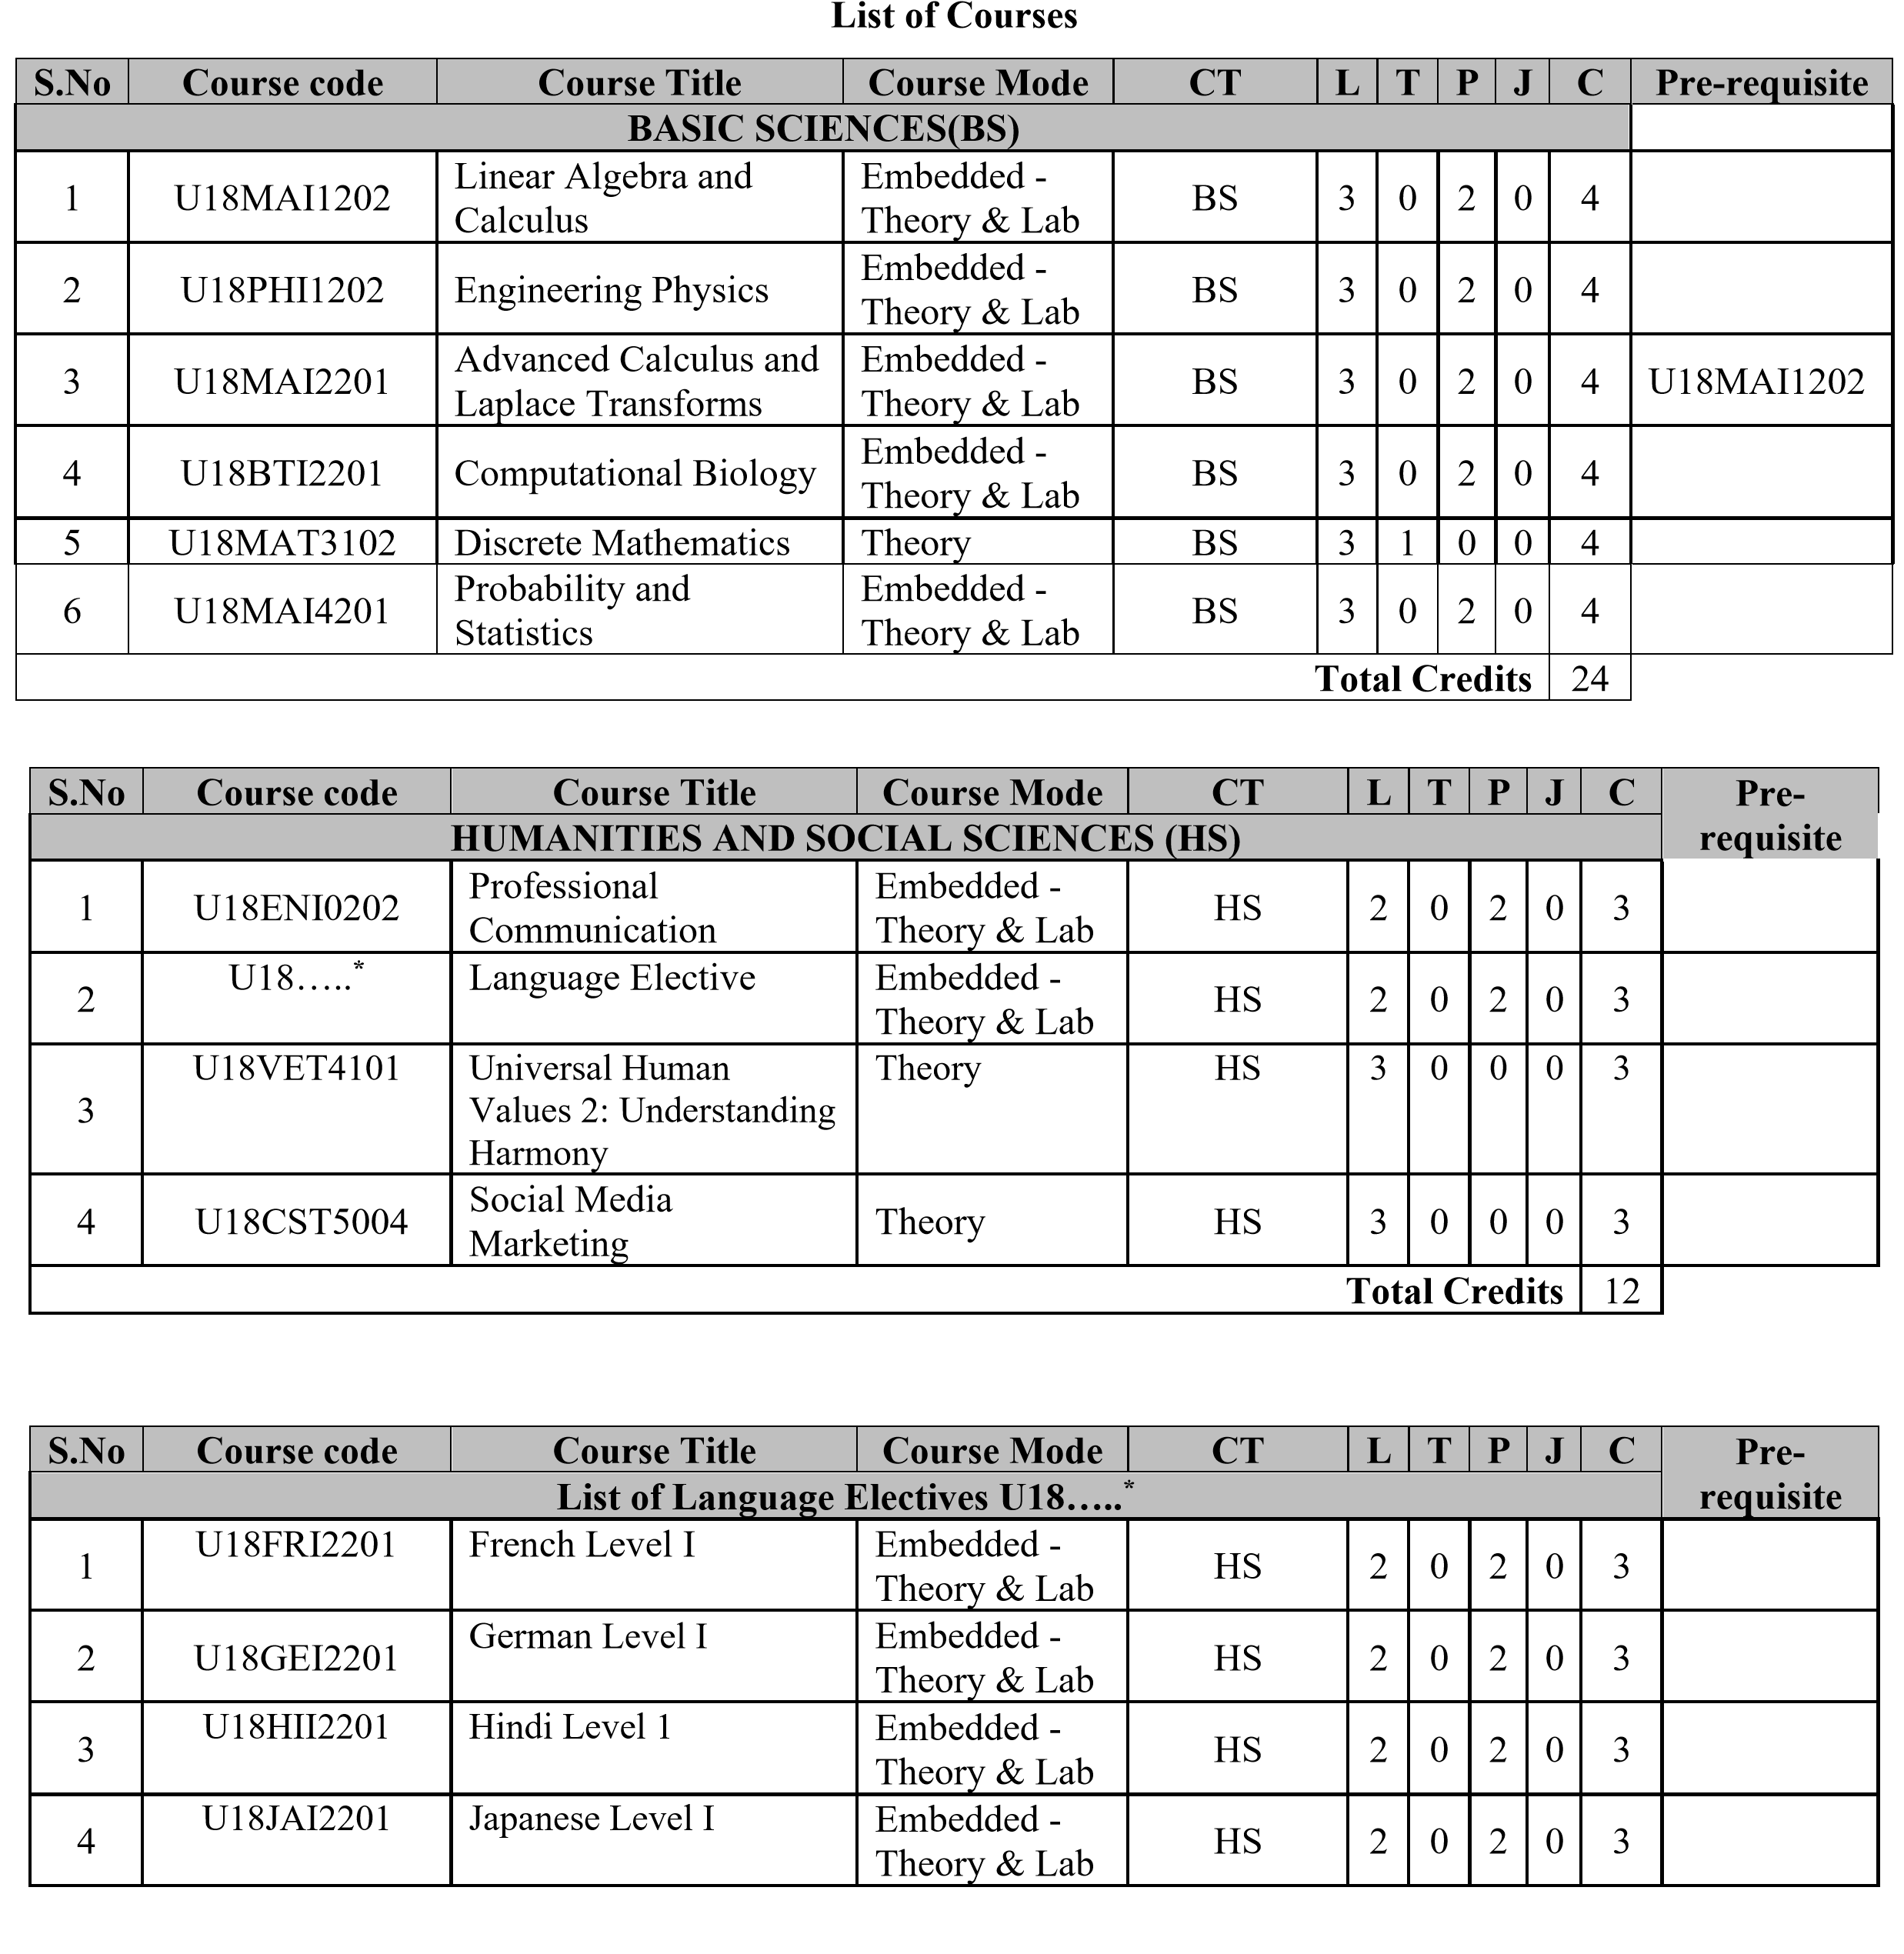 List of Courses
S.No Course code Course Title Course Mode CT L T P J C Pre-requisite
BASIC SCIENCES(BS)
1 U18MAI1202 Linear Algebra and Calculus Embedded - Theory & Lab BS 3 0 2 0 4
2 U18PHI1202 Engineering Physics Embedded - Theory & Lab BS 3 0 2 0 4
3 U18MAI2201 Advanced Calculus and Laplace Transforms Embedded - Theory & Lab BS 3 0 2 0 4 U18MAI1202
4 U18BTI2201 Computational Biology Embedded - Theory & Lab BS 3 0 2 0 4
5 U18MAT3102 Discrete Mathematics Theory BS 3 1 0 0 4
6 U18MAI4201 Probability and Statistics Embedded - Theory & Lab BS 3 0 2 0 4
Total Credits 24
S.No Course code Course Title Course Mode CT L T P J C Pre-requisite
HUMANITIES AND SOCIAL SCIENCES (HS)
1 U18ENI0202 Professional Communication Embedded - Theory & Lab HS 2 0 2 0 3
2 U18…..* Language Elective Embedded - Theory & Lab HS 2 0 2 0 3
3 U18VET4101 Universal Human Values 2: Understanding Harmony Theory HS 3 0 0 0 3
4 U18CST5004 Social Media Marketing Theory HS 3 0 0 0 3
Total Credits 12
S.No Course code Course Title Course Mode CT L T P J C Pre-requisite
List of Language Electives U18…..*
1 U18FRI2201 French Level I Embedded - Theory & Lab HS 2 0 2 0 3
2 U18GEI2201 German Level I Embedded - Theory & Lab HS 2 0 2 0 3
3 U18HII2201 Hindi Level 1 Embedded - Theory & Lab HS 2 0 2 0 3
4 U18JAI2201 Japanese Level I Embedded - Theory & Lab HS 2 0 2 0 3